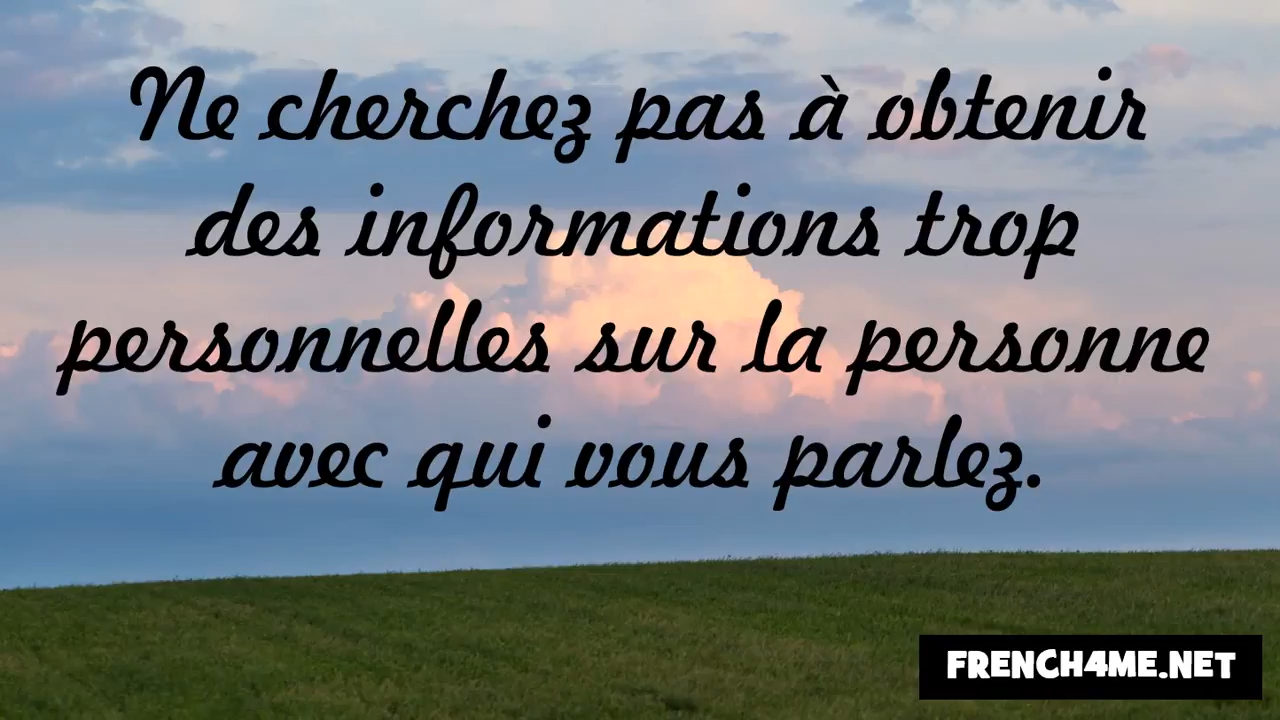 Ne cherchez pas à obtenir
des informations trop
personnelles sur la personne
avec qui vous parlez.
FRENCH4ME.NET